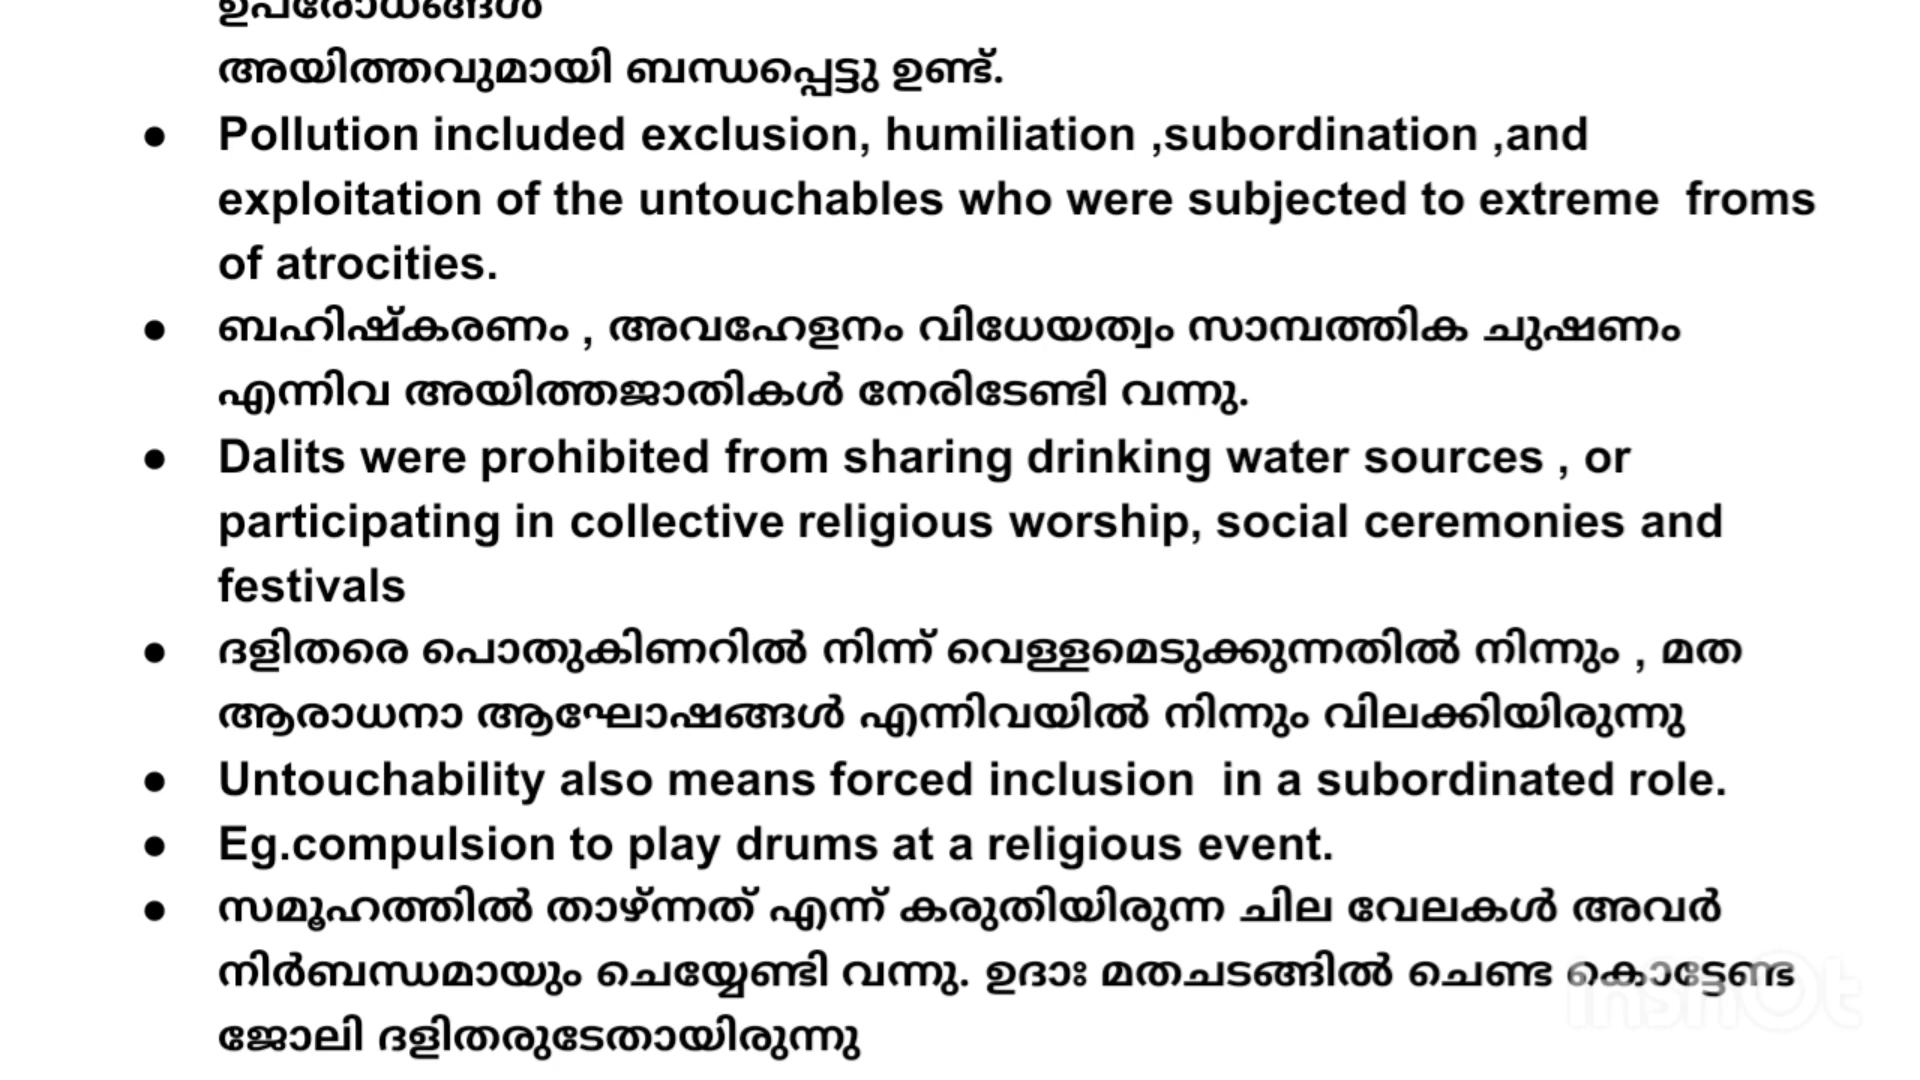 ഉപരോധങ്ങൾ
അയിത്തവുമായി ബന്ധപ്പെട്ടു ഉണ്ട്.
● Pollution included exclusion, humiliation ,subordination ,and
exploitation of the untouchables who were subjected to extreme  froms
of atrocities.
● ബഹിഷ്കരണം , അവഹേളനം വിധേയത്വം സാമ്പത്തിക ചുഷണം
എന്നിവ അയിത്തജാതികൾ നേരിടേണ്ടി വന്നു.
● Dalits were prohibited from sharing drinking water sources , or
participating in collective religious worship, social ceremonies and
festivals
● ദളിതരെ പൊതുകിണറിൽ നിന്ന് വെള്ളമെടുക്കുന്നതിൽ നിന്നും , മത
ആരാധനാ ആഘോഷങ്ങൾ എന്നിവയിൽ നിന്നും വിലക്കിയിരുന്നു
● Untouchability also means forced inclusion  in a subordinated role.
● Eg.compulsion to play drums at a religious event.
● സമൂഹത്തിൽ താഴ്ന്നത് എന്ന് കരുതിയിരുന്ന ചില വേലകൾ അവർ
നിർബന്ധമായും ചെയ്യേണ്ടി വന്നു. ഉദാഃ മതചടങ്ങിൽ ചെണ്ട കൊട്ടേണ്ട
ജോലി ദളിതരുടേതായിരുന്നു
InShOt